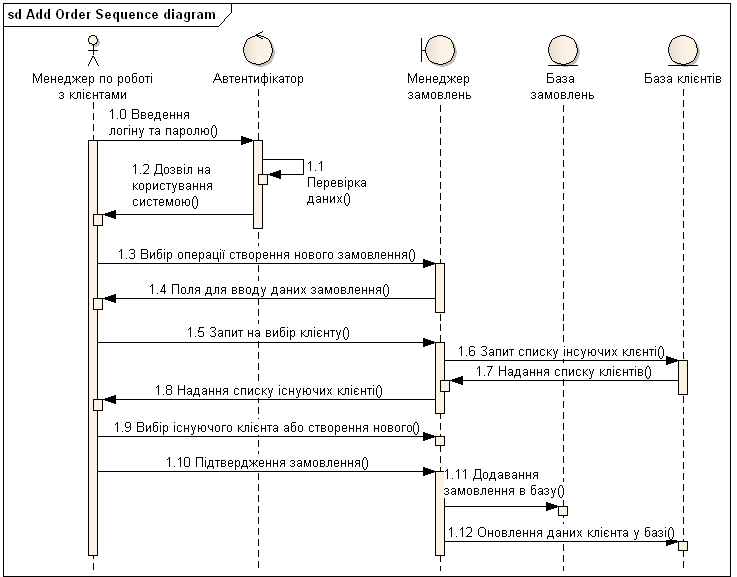 sd Add Order Sequence diagram
Менеджер по роботі
з клієнтами
Автентифікатор
Менеджер
замовлень
База
замовлень
База клієнтів
1.0 Введення
логіну та паролю()
1.1
Перевірка
даних()
1.2 Дозвіл на
користування
системою()
1.3 Вибір операції створення нового замовлення()
1.4 Поля для вводу даних замовлення()
1.5 Запит на вибір клієнту()
1.6 Запит списку інсуючих клєнті()
1.7 Надання списку клієнтів()
1.8 Надання списку існуючих клієнті()
1.9 Вибір існуючого клієнта або створення нового()
1.10 Підтвердження замовлення()
1.11 Додавання
замовлення в базу()
1.12 Оновлення даних клієнта у базі()